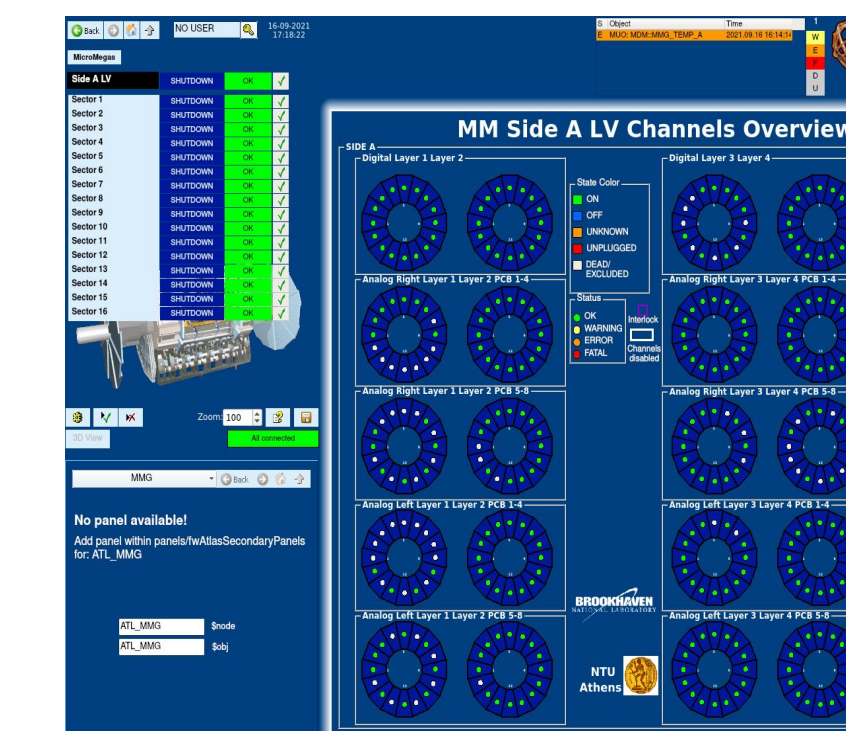 Back
NO USER
16-09-2021
17:18:22
S Object Time
E MUO: MDM::MMG_TEMP_A 2021.09.16 16:14:14
1
W
E
F
D
U
MicroMegas
Side A LV SHUTDOWN OK
Sector 1 SHUTDOWN OK
Sector 2 SHUTDOWN OK
Sector 3 SHUTDOWN OK
Sector 4 SHUTDOWN OK
Sector 5 SHUTDOWN OK
Sector 6 SHUTDOWN OK
Sector 7 SHUTDOWN OK
Sector 8 SHUTDOWN OK
Sector 9 SHUTDOWN OK
Sector 10 SHUTDOWN OK
Sector 11 SHUTDOWN OK
Sector 12 SHUTDOWN OK
Sector 13 SHUTDOWN OK
Sector 14 SHUTDOWN OK
Sector 15 SHUTDOWN OK
Sector 16 SHUTDOWN OK
Zoom: 100
3D View
All connected
MMG
Back
No panel available!
Add panel within panels/fwAtlasSecondaryPanels
for: ATL_MMG
ATL_MMG $node
ATL_MMG $obj
MM Side A LV Channels Overview
SIDE A
Digital Layer 1 Layer 2
Digital Layer 3 Layer 4
State Color
ON
OFF
UNKNOWN
UNPLUGGED
DEAD/
EXCLUDED
Analog Right Layer 1 Layer 2 PCB 1-4
Analog Right Layer 3 Layer 4 PCB 1-4
Status
OK
WARNING
ERROR
FATAL
Interlock
Channels
disabled
Analog Right Layer 1 Layer 2 PCB 5-8
Analog Right Layer 3 Layer 4 PCB 5-8
Analog Left Layer 1 Layer 2 PCB 1-4
Analog Left Layer 3 Layer 4 PCB 1-4
BROOKHAVEN
NATIONAL LABORATORY
Analog Left Layer 1 Layer 2 PCB 5-8
Analog Left Layer 3 Layer 4 PCB 5-8
NTU
Athens